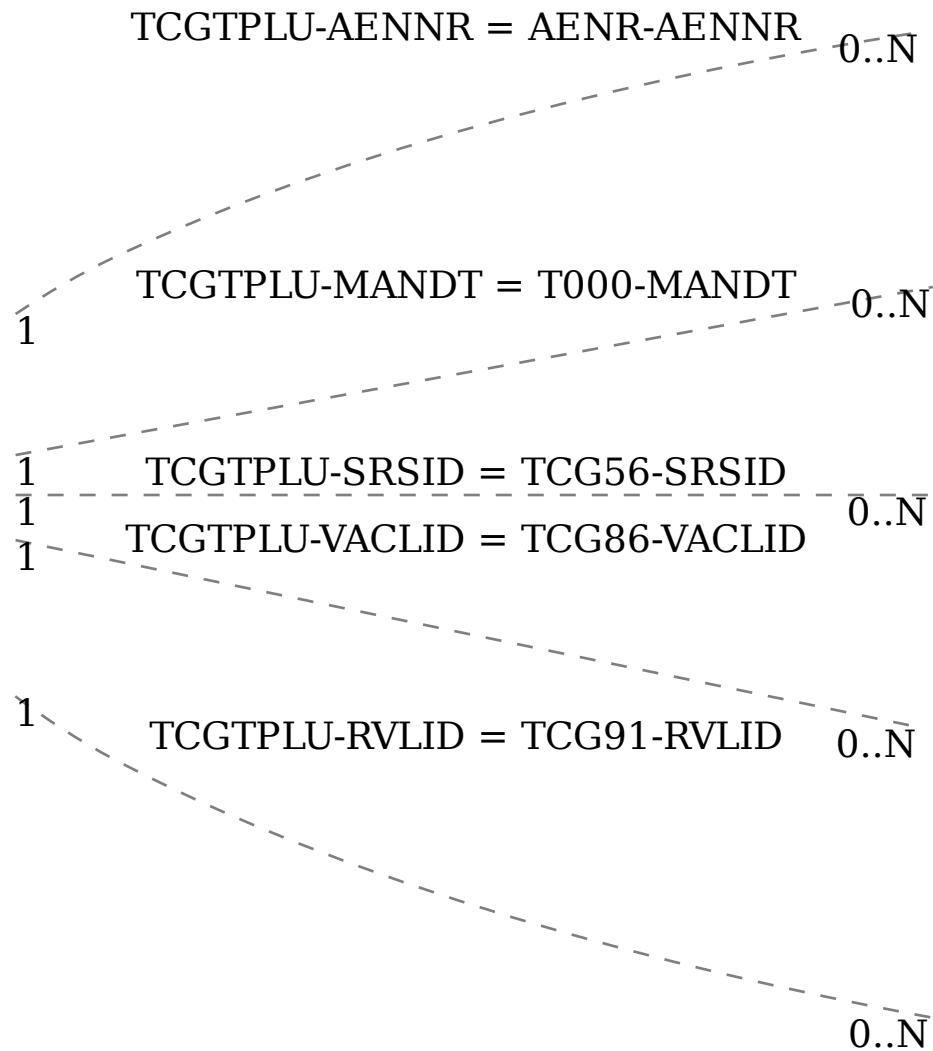 TCGTPLU-AENNR = AENR-AENNR
0..N
TCGTPLU-MANDT = T000-MANDT
0..N
1
1
TCGTPLU-SRSID = TCG56-SRSID
1
0..N
TCGTPLU-VACLID = TCG86-VACLID
1
1
TCGTPLU-RVLID = TCG91-RVLID
0..N
0..N